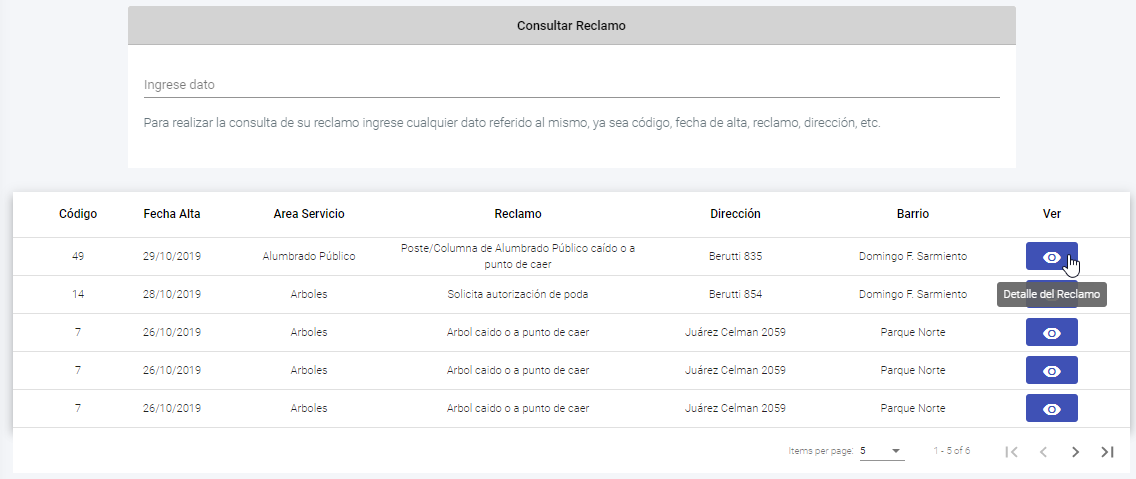 Consultar Reclamo
Ingrese dato
Para realizar la consulta de su reclamo ingrese cualquier dato referido al mismo, ya sea código, fecha de alta, reclamo, dirección, etc.
Código Fecha Alta Area Servicio Reclamo Dirección Barrio Ver
49 29/10/2019 Alumbrado Público Poste/Columna de Alumbrado Público caído o a punto de caer Berutti 835 Domingo F. Sarmiento
14 28/10/2019 Arboles Solicita autorización de poda Berutti 854 Domingo F. Sarmiento
Detalle del Reclamo
7 26/10/2019 Arboles Arbol caido o a punto de caer Juárez Celman 2059 Parque Norte
7 26/10/2019 Arboles Arbol caido o a punto de caer Juárez Celman 2059 Parque Norte
7 26/10/2019 Arboles Arbol caido o a punto de caer Juárez Celman 2059 Parque Norte
Items per page: 5 1 - 5 of 6